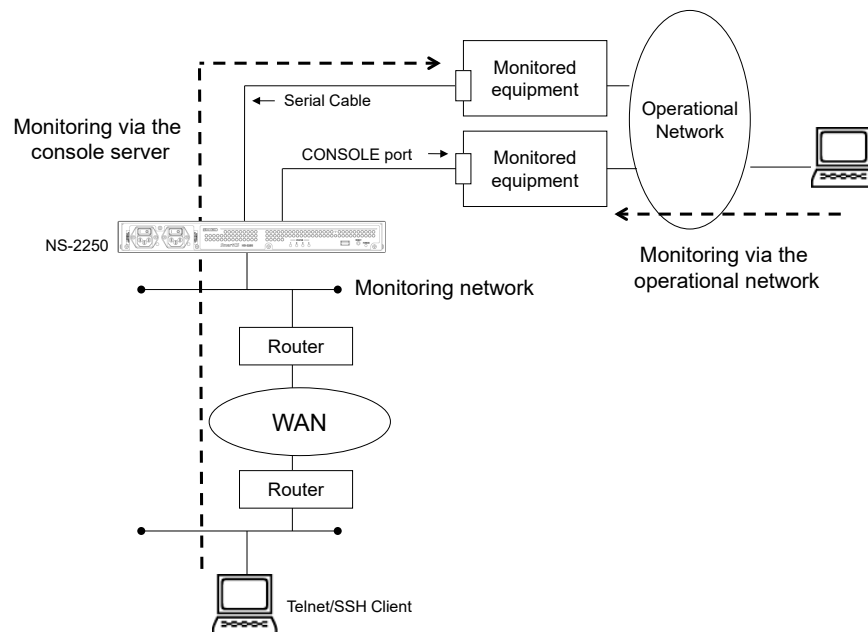 Monitored
equipment
Serial Cable
Operational
Network
Monitoring via the
console server
CONSOLE port
Monitored
equipment
NS-2250
Monitoring via the
operational network
Monitoring network
Router
WAN
Router
Telnet/SSH Client